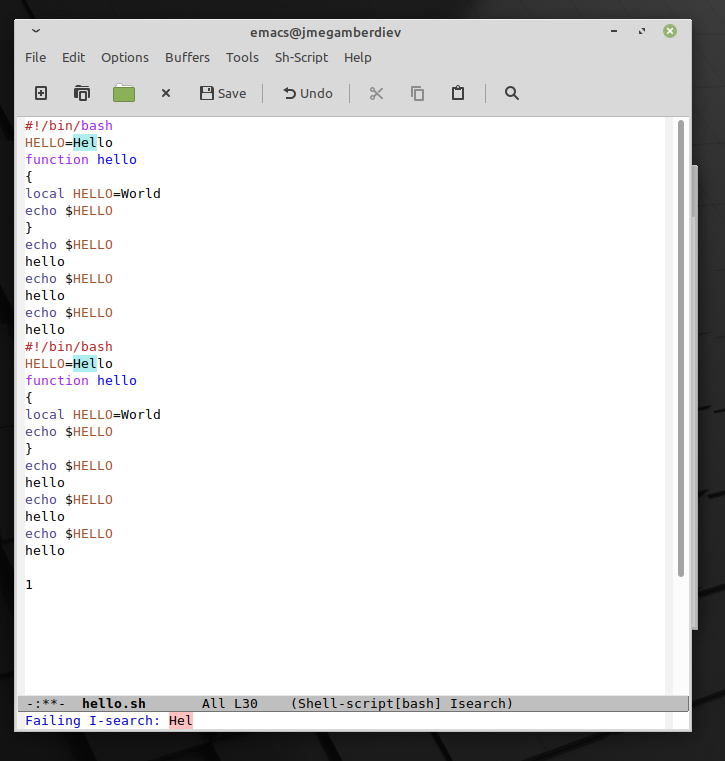 emacs@jmegamberdiev
File Edit Options Buffers Tools Sh-Script Help
Save Undo
#!/bin/bash
HELLO=Hello
function hello
{
local HELLO=World
echo $HELLO
}
echo $HELLO
hello
echo $HELLO
hello
echo $HELLO
hello
#!/bin/bash
HELLO=Hello
function hello
{
local HELLO=World
echo $HELLO
}
echo $HELLO
hello
echo $HELLO
hello
echo $HELLO
hello
1
-:**- hello.sh All L30 (Shell-script[bash] Isearch)
Failing I-search: Hel